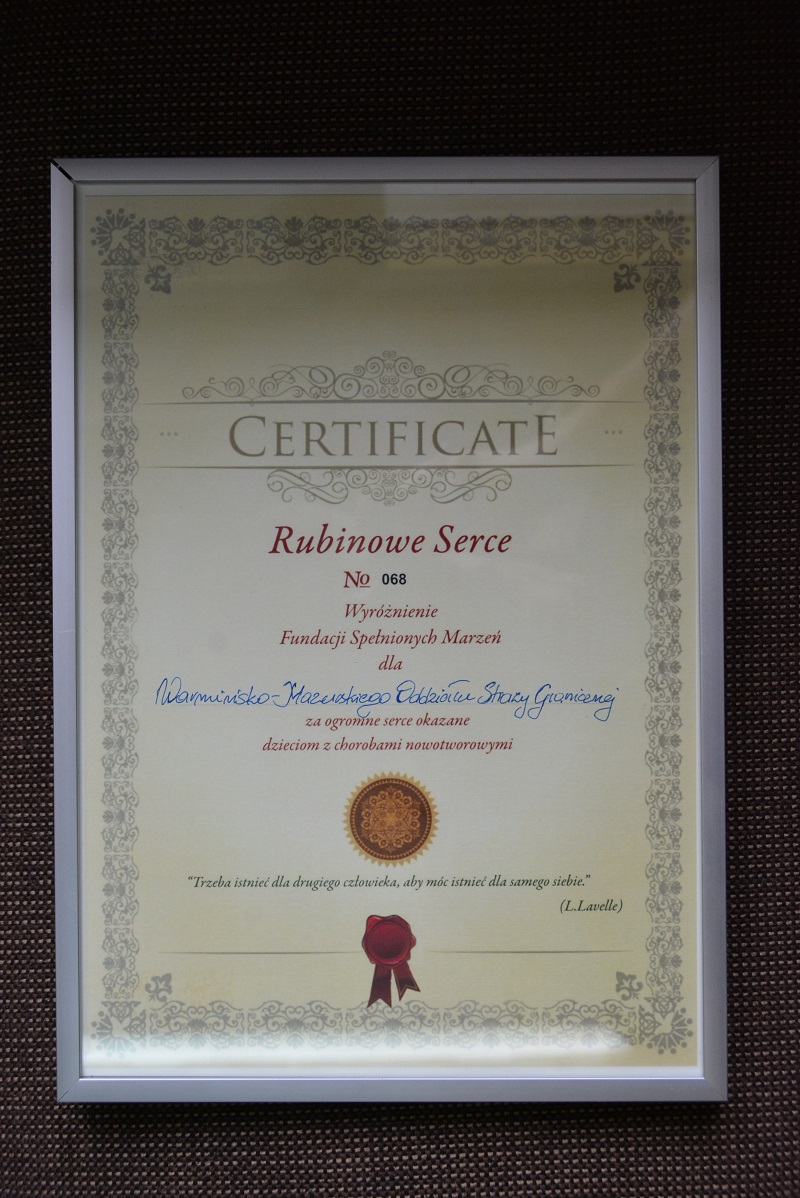 CERTIFICATE
Rubinowe Serce
No 068
Wyróżnienie
Fundacji Spełnionych Marzeń
dla
Warmińsko-Mazurskiego Oddziału Straży Granicznej
za ogromne serce okazane
dzieciom z chorobami nowotworowymi
“Trzeba istnieć dla drugiego człowieka, aby móc istnieć dla samego siebie.”
(L.Lavelle)